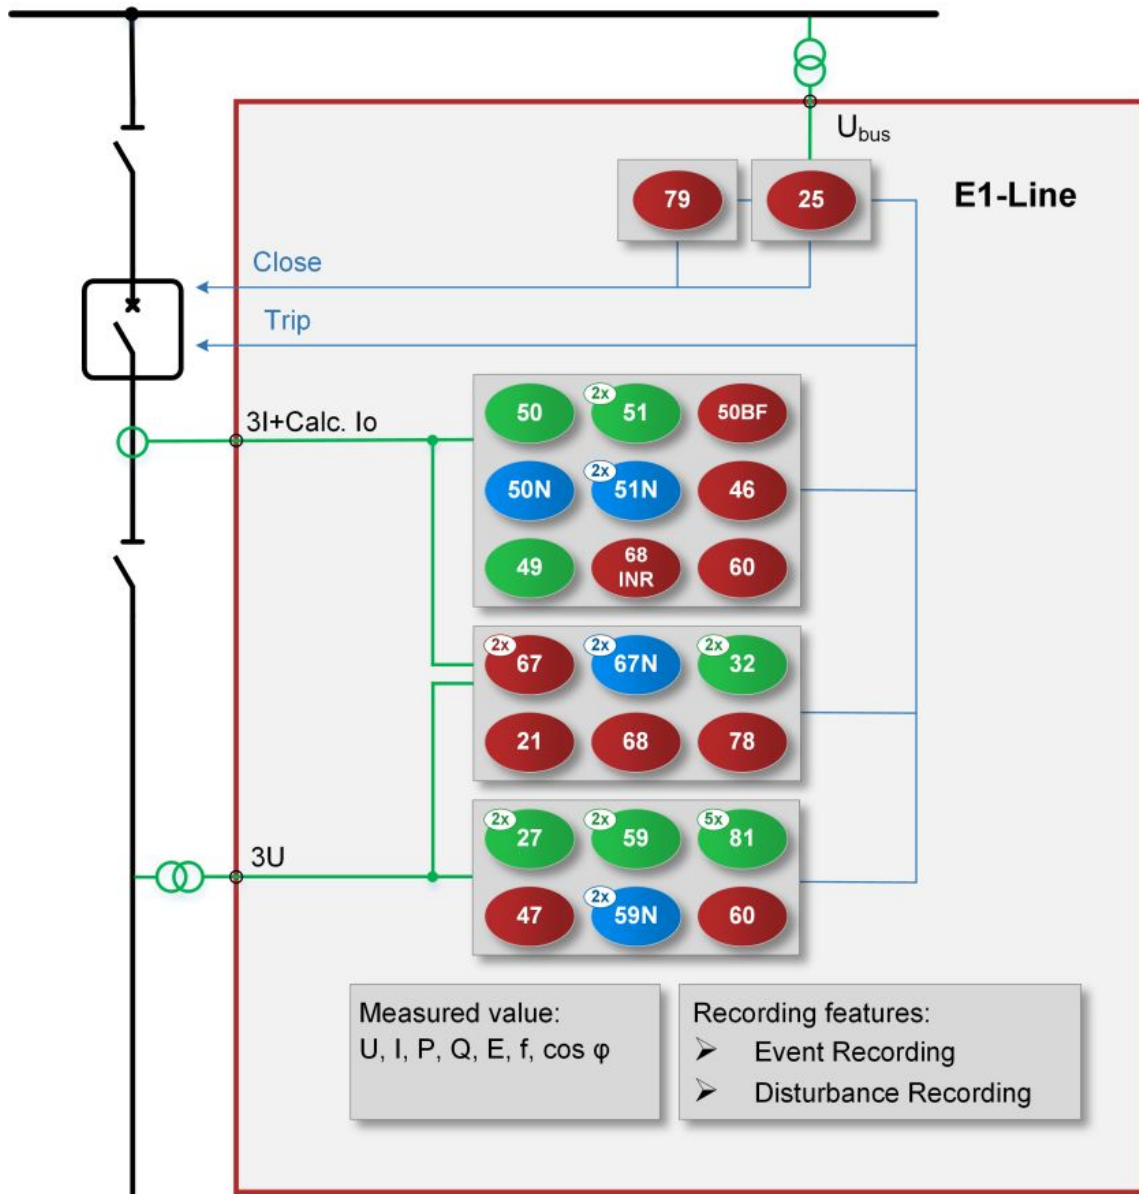 U_bus
79
25
E1-Line
Close
Trip
3I+Calc. Io
50
2x
51
50BF
50N
2x
51N
46
49
68
INR
60
2x
67
2x
67N
2x
32
21
68
78
2x
27
2x
59
5x
81
3U
47
2x
59N
60
Measured value:
U, I, P, Q, E, f, cos φ
Recording features:
➢ Event Recording
➢ Disturbance Recording